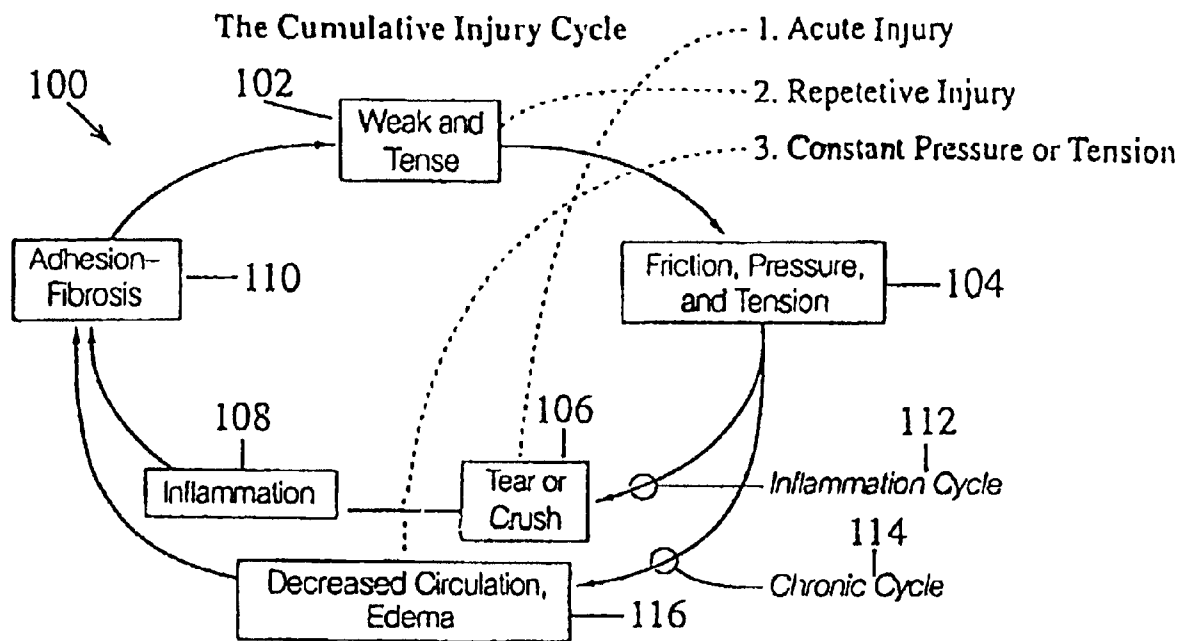 The Cumulative Injury Cycle
1. Acute Injury
2. Repetetive Injury
3. Constant Pressure or Tension
100
102
Weak and
Tense
Adhesion-
Fibrosis
110
Friction, Pressure,
and Tension
104
108
Inflammation
106
Tear or
Crush
112
Inflammation Cycle
114
Chronic Cycle
Decreased Circulation,
Edema
116